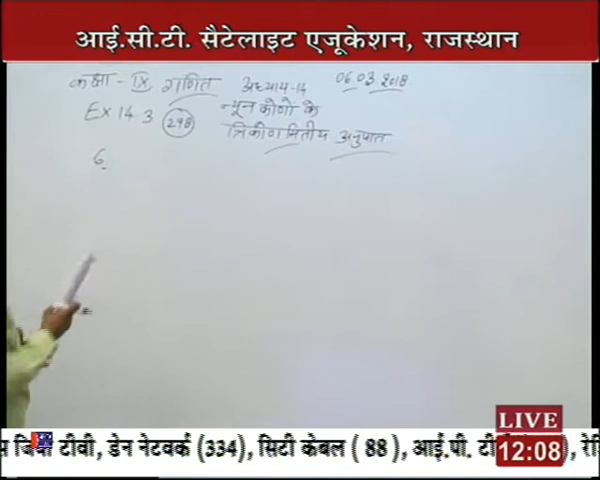 आई.सी.टी. सैटेलाइट एजूकेशन, राजस्थान
कक्षा - IX गणित अध्याय-14 06.03.2018
Ex 14.3 298 न्यून कोणो के
त्रिकोणमितीय अनुपात
6.
LIVE
12:08
टीवी, डेन नेटवर्क (334), सिटी केबल ( 88), आई.पी.